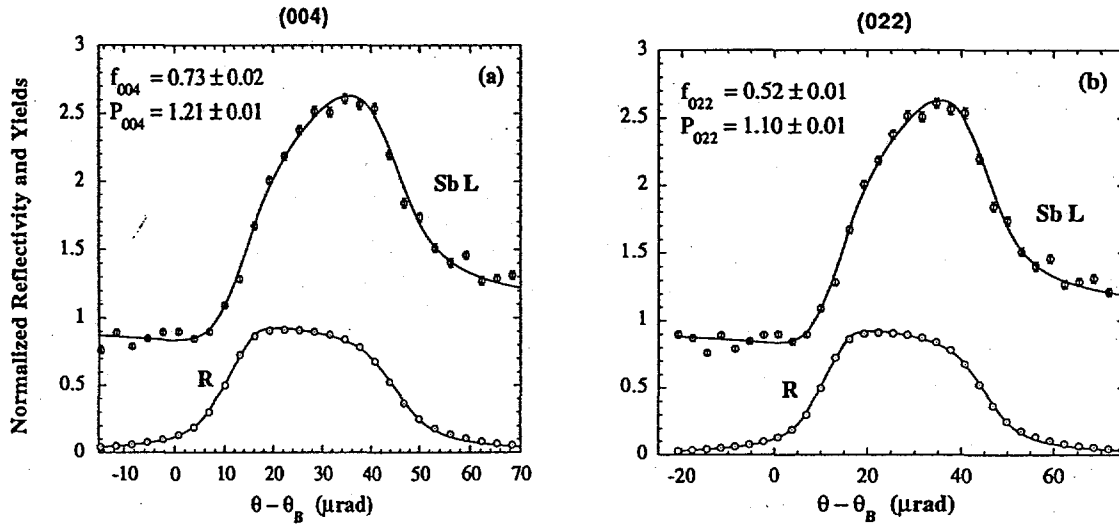 (004)
3
2.5
2
1.5
1
0.5
0
-10 0 10 20 30 40 50 60 70
Normalized Reflectivity and Yields
f004 = 0.73 ± 0.02
P004 = 1.21 ± 0.01
(a)
Sb L
R
θ − θB (μrad)
(022)
3
2.5
2
1.5
1
0.5
0
-20 0 20 40 60
f022 = 0.52 ± 0.01
P022 = 1.10 ± 0.01
(b)
Sb L
R
θ − θB (μrad)